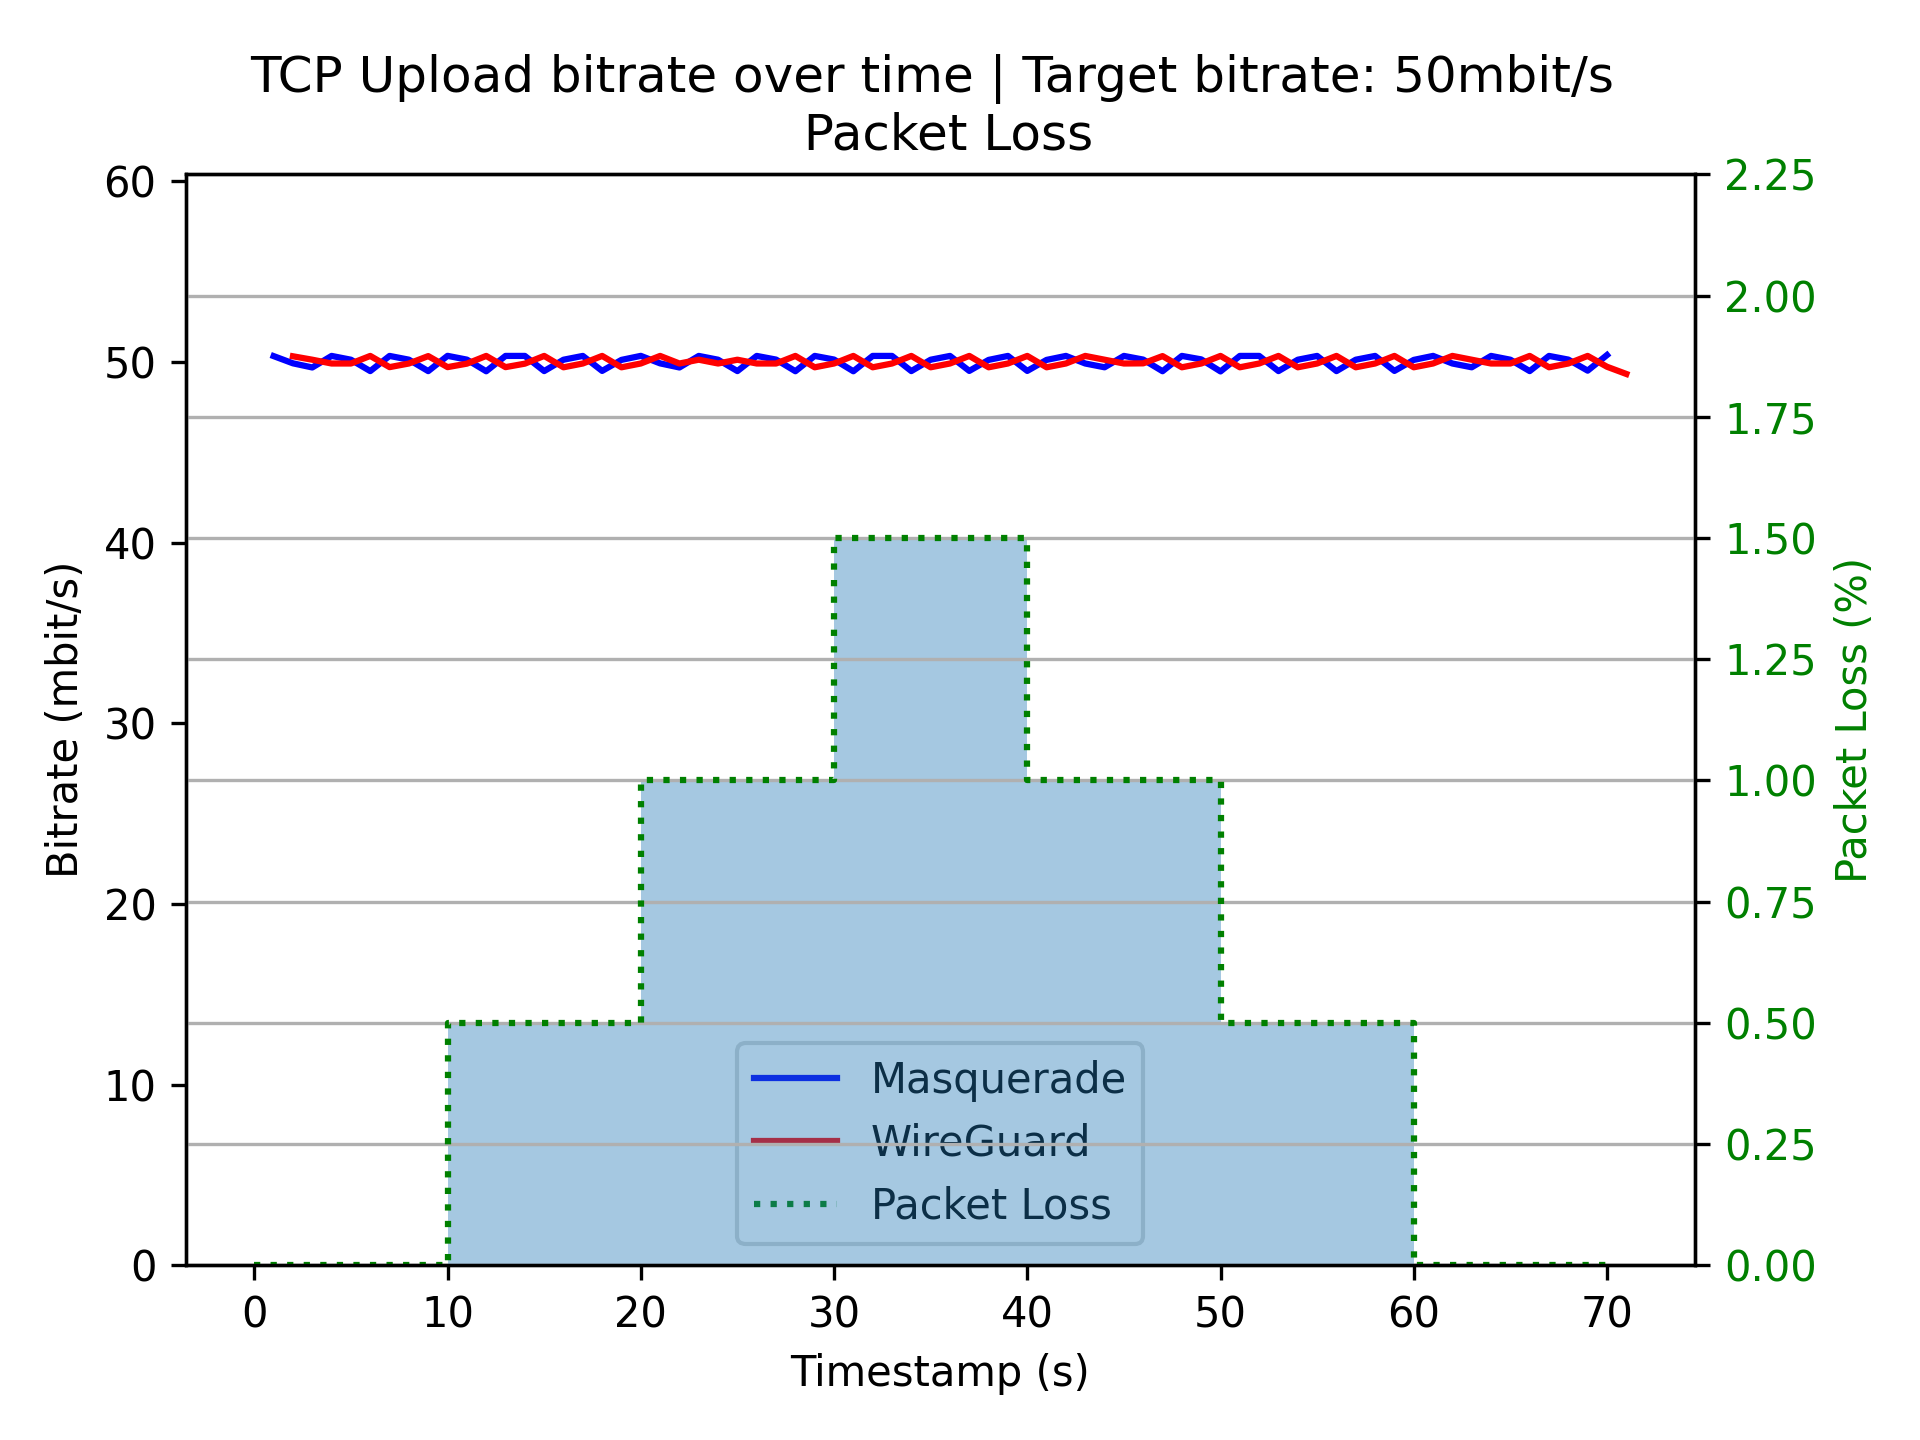 TCP Upload bitrate over time | Target bitrate: 50mbit/s
Packet Loss
60
50
40
30
20
10
0
Bitrate (mbit/s)
2.25
2.00
1.75
1.50
1.25
1.00
0.75
0.50
0.25
0.00
Packet Loss (%)
Masquerade
WireGuard
Packet Loss
0 10 20 30 40 50 60 70
Timestamp (s)